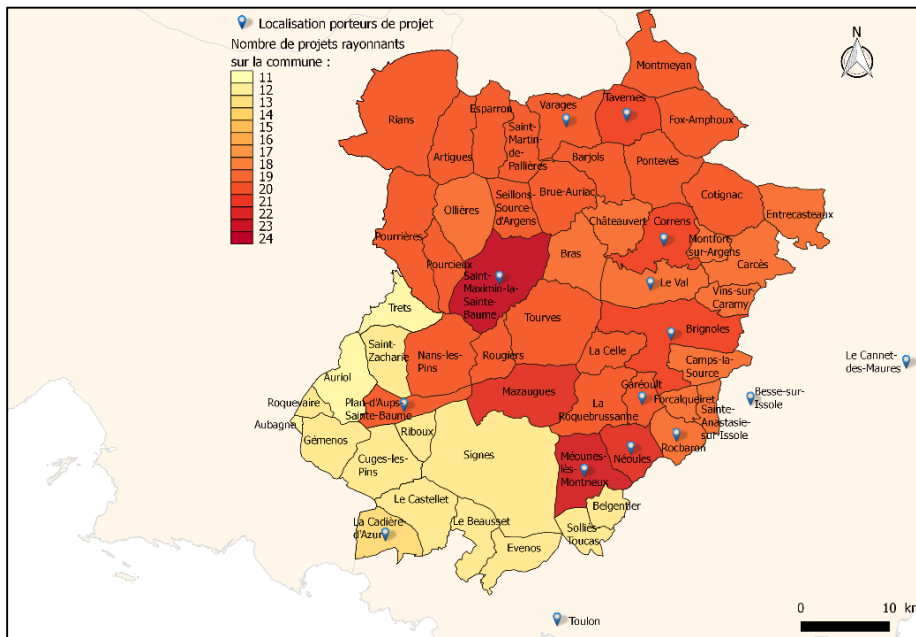 Localisation porteurs de projet
Nombre de projets rayonnants
sur la commune :
11
12
13
14
15
16
17
18
19
20
21
22
23
24
N
Montmeyan
Rians
Artigues
Esparron
Saint-
Martin-
de-
Pallières
Varages
Tavernes
Fox-Amphoux
Barjols
Pontevès
Cotignac
Entrecasteaux
Ollières
Seillons-
Source
d'Argens
Brue-Auriac
Châteauvert
Correns
Montfort-
sur-Argens
Carcès
Pourrières
Pourcieux
Saint-
Maximin-la-
Sainte-
Baume
Bras
Le Val
Vins-sur-
Caramy
Trets
Tourves
Brignoles
Saint-
Zacharie
Nans-les-
Pins
Rougiers
La Celle
Camps-la-
Source
Le Cannet-
des-Maures
Auriol
Roquevaire
Aubagne
Plan-d'Aups-
Sainte-Baume
Mazaugues
La
Roquebrussanne
Garéoult
Forcalqueiret
Besse-sur-
Issole
Sainte-
Anastasie-
sur-Issole
Rocbaron
Gémenos
Riboux
Cuges-les-
Pins
Signes
Méounes-
lès-
Montrieux
Néoules
Belgentier
Le Castellet
La Cadière-
d'Azur
Le Beausset
Evenos
Solliès-
Toucas
Toulon
0 10 km